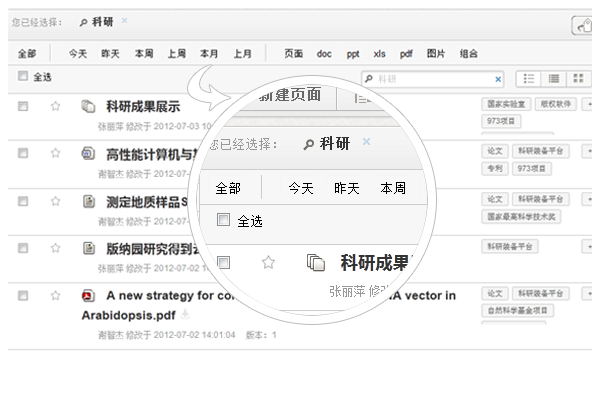 您已经选择： 科研 ×
全部 今天 昨天 本周 上周 本月 上月 页面 doc ppt xls pdf 图片 组合
全选 科研 ×
科研成果展示
国家实验室 版权软件
973项目
张丽萍 修改于 2012-07-03 10
高性能计算机与
论文 科研装备平台
专利 973项目
谢智杰 修改于 2012-07
测定地质样品S
论文 科研装备平台
国家最高科学技术奖
谢智杰 修改于 2012-07
版纳园研究得到
科研装备平台
张丽萍 修改于 2012-07-02 1
A new strategy for co A vector in
Arabidopsis.pdf
论文 科研装备平台
自然科学基金项目
谢智杰 修改于 2012-07-02 14:01:04 版本：1
新建页面
您已经选择： 科研 ×
全部 今天 昨天 本周
全选
科研成果
张丽萍 修改